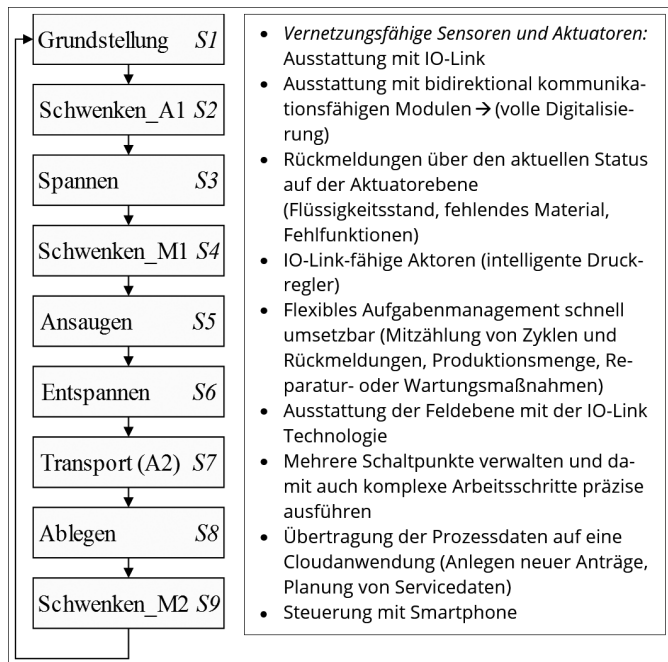 Grundstellung S1
Schwenken_A1 S2
Spannen S3
Schwenken_M1 S4
Ansaugen S5
Entspannen S6
Transport (A2) S7
Ablegen S8
Schwenken_M2 S9
• Vernetzungsfähige Sensoren und Aktuatoren:
Ausstattung mit IO-Link
• Ausstattung mit bidirektional kommunika-
tionsfähigen Modulen → (volle Digitalisie-
rung)
• Rückmeldungen über den aktuellen Status
auf der Aktuatorebene
(Flüssigkeitsstand, fehlendes Material,
Fehlfunktionen)
• IO-Link-fähige Aktoren (intelligente Druck-
regler)
• Flexibles Aufgabenmanagement schnell
umsetzbar (Mitzählung von Zyklen und
Rückmeldungen, Produktionsmenge, Re-
paratur- oder Wartungsmaßnahmen)
• Ausstattung der Feldebene mit der IO-Link
Technologie
• Mehrere Schaltpunkte verwalten und da-
mit auch komplexe Arbeitsschritte präzise
ausführen
• Übertragung der Prozessdaten auf eine
Cloudanwendung (Anlegen neuer Anträge,
Planung von Servicedaten)
• Steuerung mit Smartphone